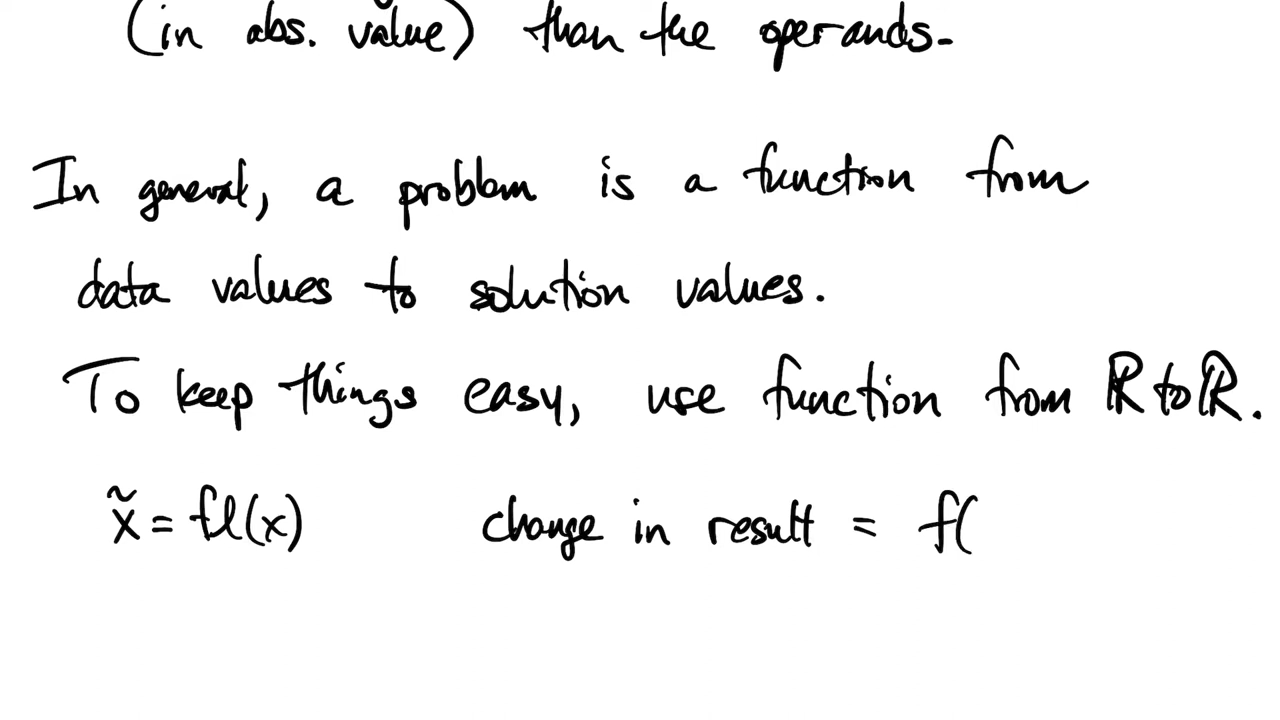 (in abs. value) than the operands.
In general, a problem is a function from
data values to solution values.
To keep things easy, use function from ℝ to ℝ.
x̃ = fl(x) change in result = f(